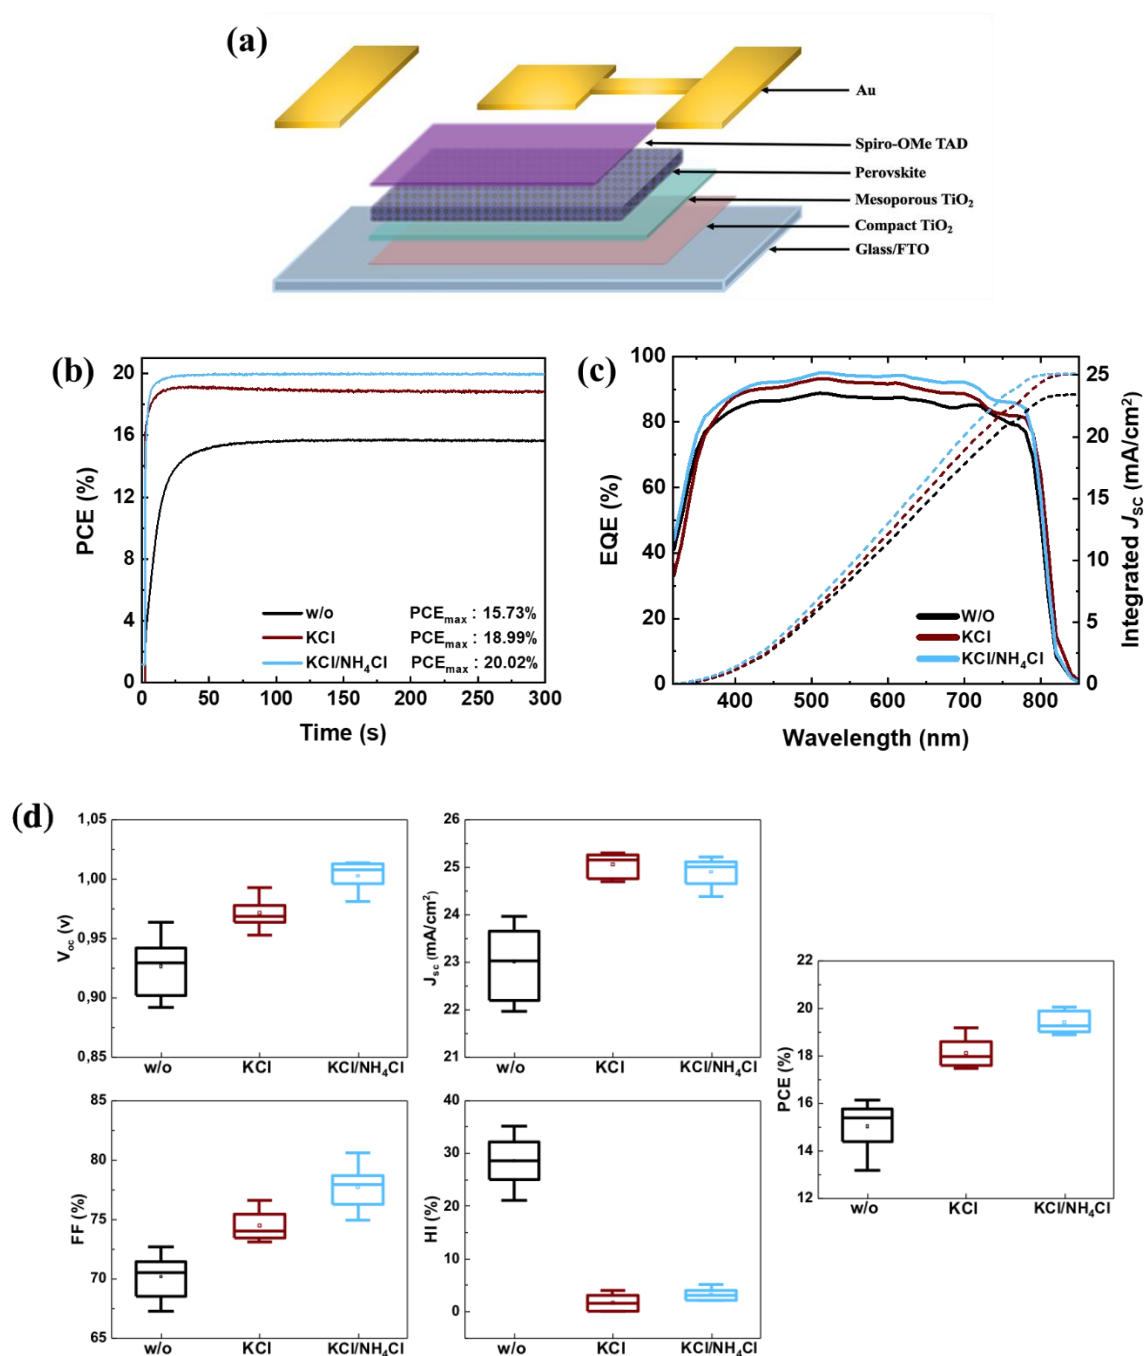 (a)
Au
Spiro-OMe TAD
Perovskite
Mesoporous TiO₂
Compact TiO₂
Glass/FTO
(b)
PCE (%)
20
16
12
8
4
0
w/o PCEmax : 15.73%
KCl PCEmax : 18.99%
KCl/NH₄Cl PCEmax : 20.02%
0 50 100 150 200 250 300
Time (s)
(c)
EQE (%)
100
80
60
40
20
0
W/O
KCl
KCl/NH₄Cl
400 500 600 700 800
Wavelength (nm)
25
20
15
10
5
0
Integrated Jsc (mA/cm²)
(d)
Voc (v)
1,05
1,00
0,95
0,90
0,85
w/o KCl KCl/NH₄Cl
Jsc (mA/cm²)
26
25
24
23
22
21
w/o KCl KCl/NH₄Cl
PCE (%)
22
20
18
16
14
12
w/o KCl KCl/NH₄Cl
FF (%)
85
80
75
70
65
w/o KCl KCl/NH₄Cl
HI (%)
40
30
20
10
0
w/o KCl KCl/NH₄Cl